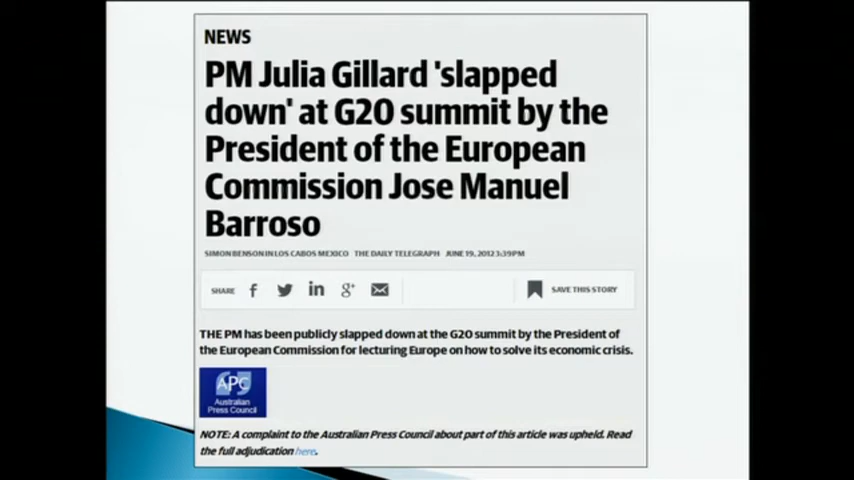 NEWS
PM Julia Gillard 'slapped
down' at G20 summit by the
President of the European
Commission Jose Manuel
Barroso
SIMON BENSON IN LOS CABOS MEXICO THE DAILY TELEGRAPH JUNE 19, 2012 3:39PM
SHARE f in g+ SAVE THIS STORY
THE PM has been publicly slapped down at the G20 summit by the President of
the European Commission for lecturing Europe on how to solve its economic crisis.
APC
Australian
Press Council
NOTE: A complaint to the Australian Press Council about part of this article was upheld. Read
the full adjudication here.